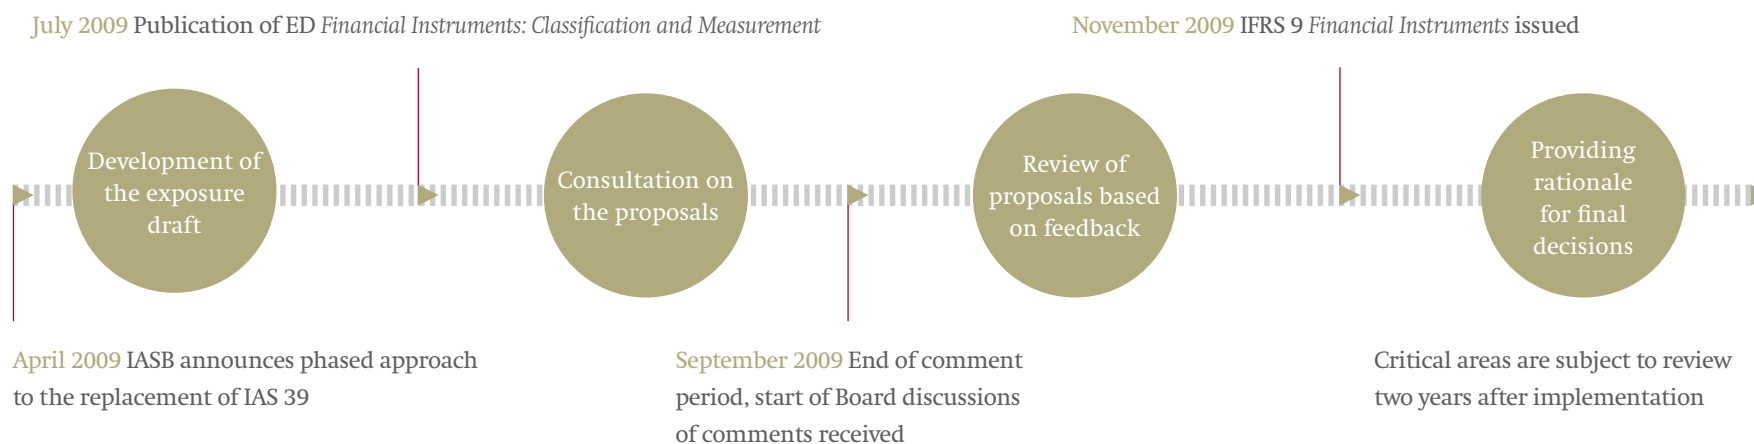 July 2009 Publication of ED Financial Instruments: Classification and Measurement
November 2009 IFRS 9 Financial Instruments issued
Development of
the exposure
draft
Consultation on
the proposals
Review of
proposals based
on feedback
Providing
rationale
for final
decisions
April 2009 IASB announces phased approach
to the replacement of IAS 39
September 2009 End of comment
period, start of Board discussions
of comments received
Critical areas are subject to review
two years after implementation